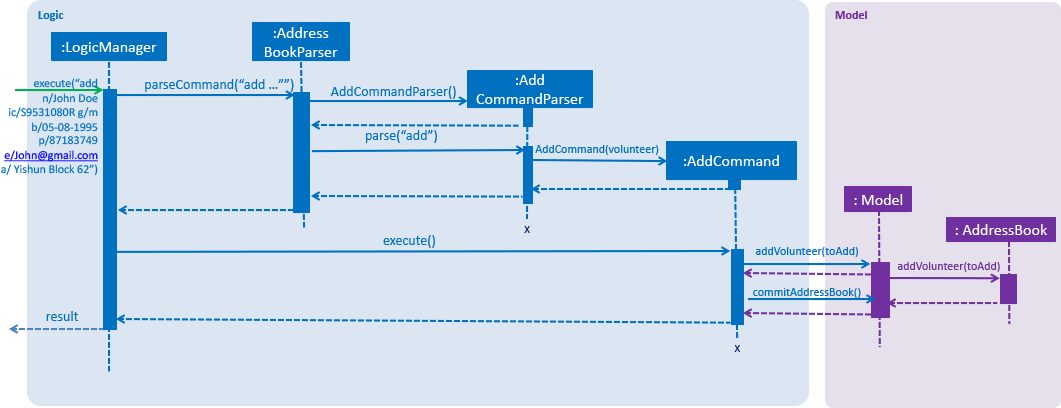 Logic
Model
:LogicManager
:Address
BookParser
:Add
CommandParser
:AddCommand
: Model
: AddressBook
execute(“add
n/John Doe
ic/S9531080R g/m
b/05-08-1995
p/87183749
e/John@gmail.com
a/ Yishun Block 62”)
parseCommand(“add …””)
AddCommandParser()
parse(“add”)
AddCommand(volunteer)
x
execute()
addVolunteer(toAdd)
addVolunteer(toAdd)
commitAddressBook()
result
x